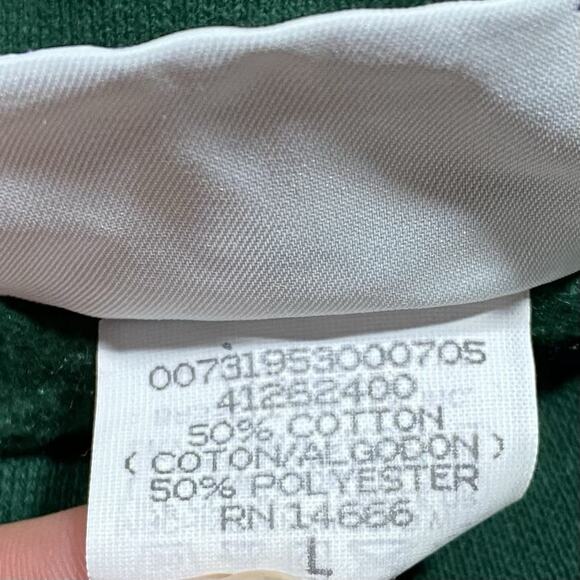 00731953000705
41262400
50% COTTON
(COTON/ALGODON)
50% POLYESTER
RN 14666
L